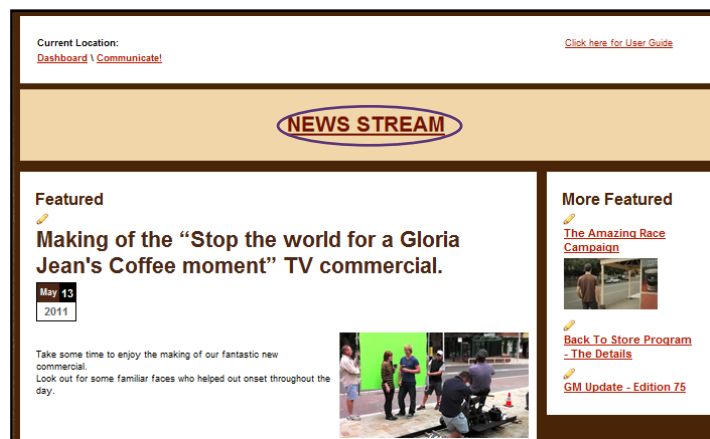 Current Location:
Dashboard \ Communicate!
Click here for User Guide
NEWS STREAM
Featured
Making of the “Stop the world for a Gloria
Jean's Coffee moment” TV commercial.
May 13
2011
Take some time to enjoy the making of our fantastic new
commercial.
Look out for some familiar faces who helped out onset throughout the
day.
More Featured
The Amazing Race
Campaign
Back To Store Program
- The Details
GM Update - Edition 75